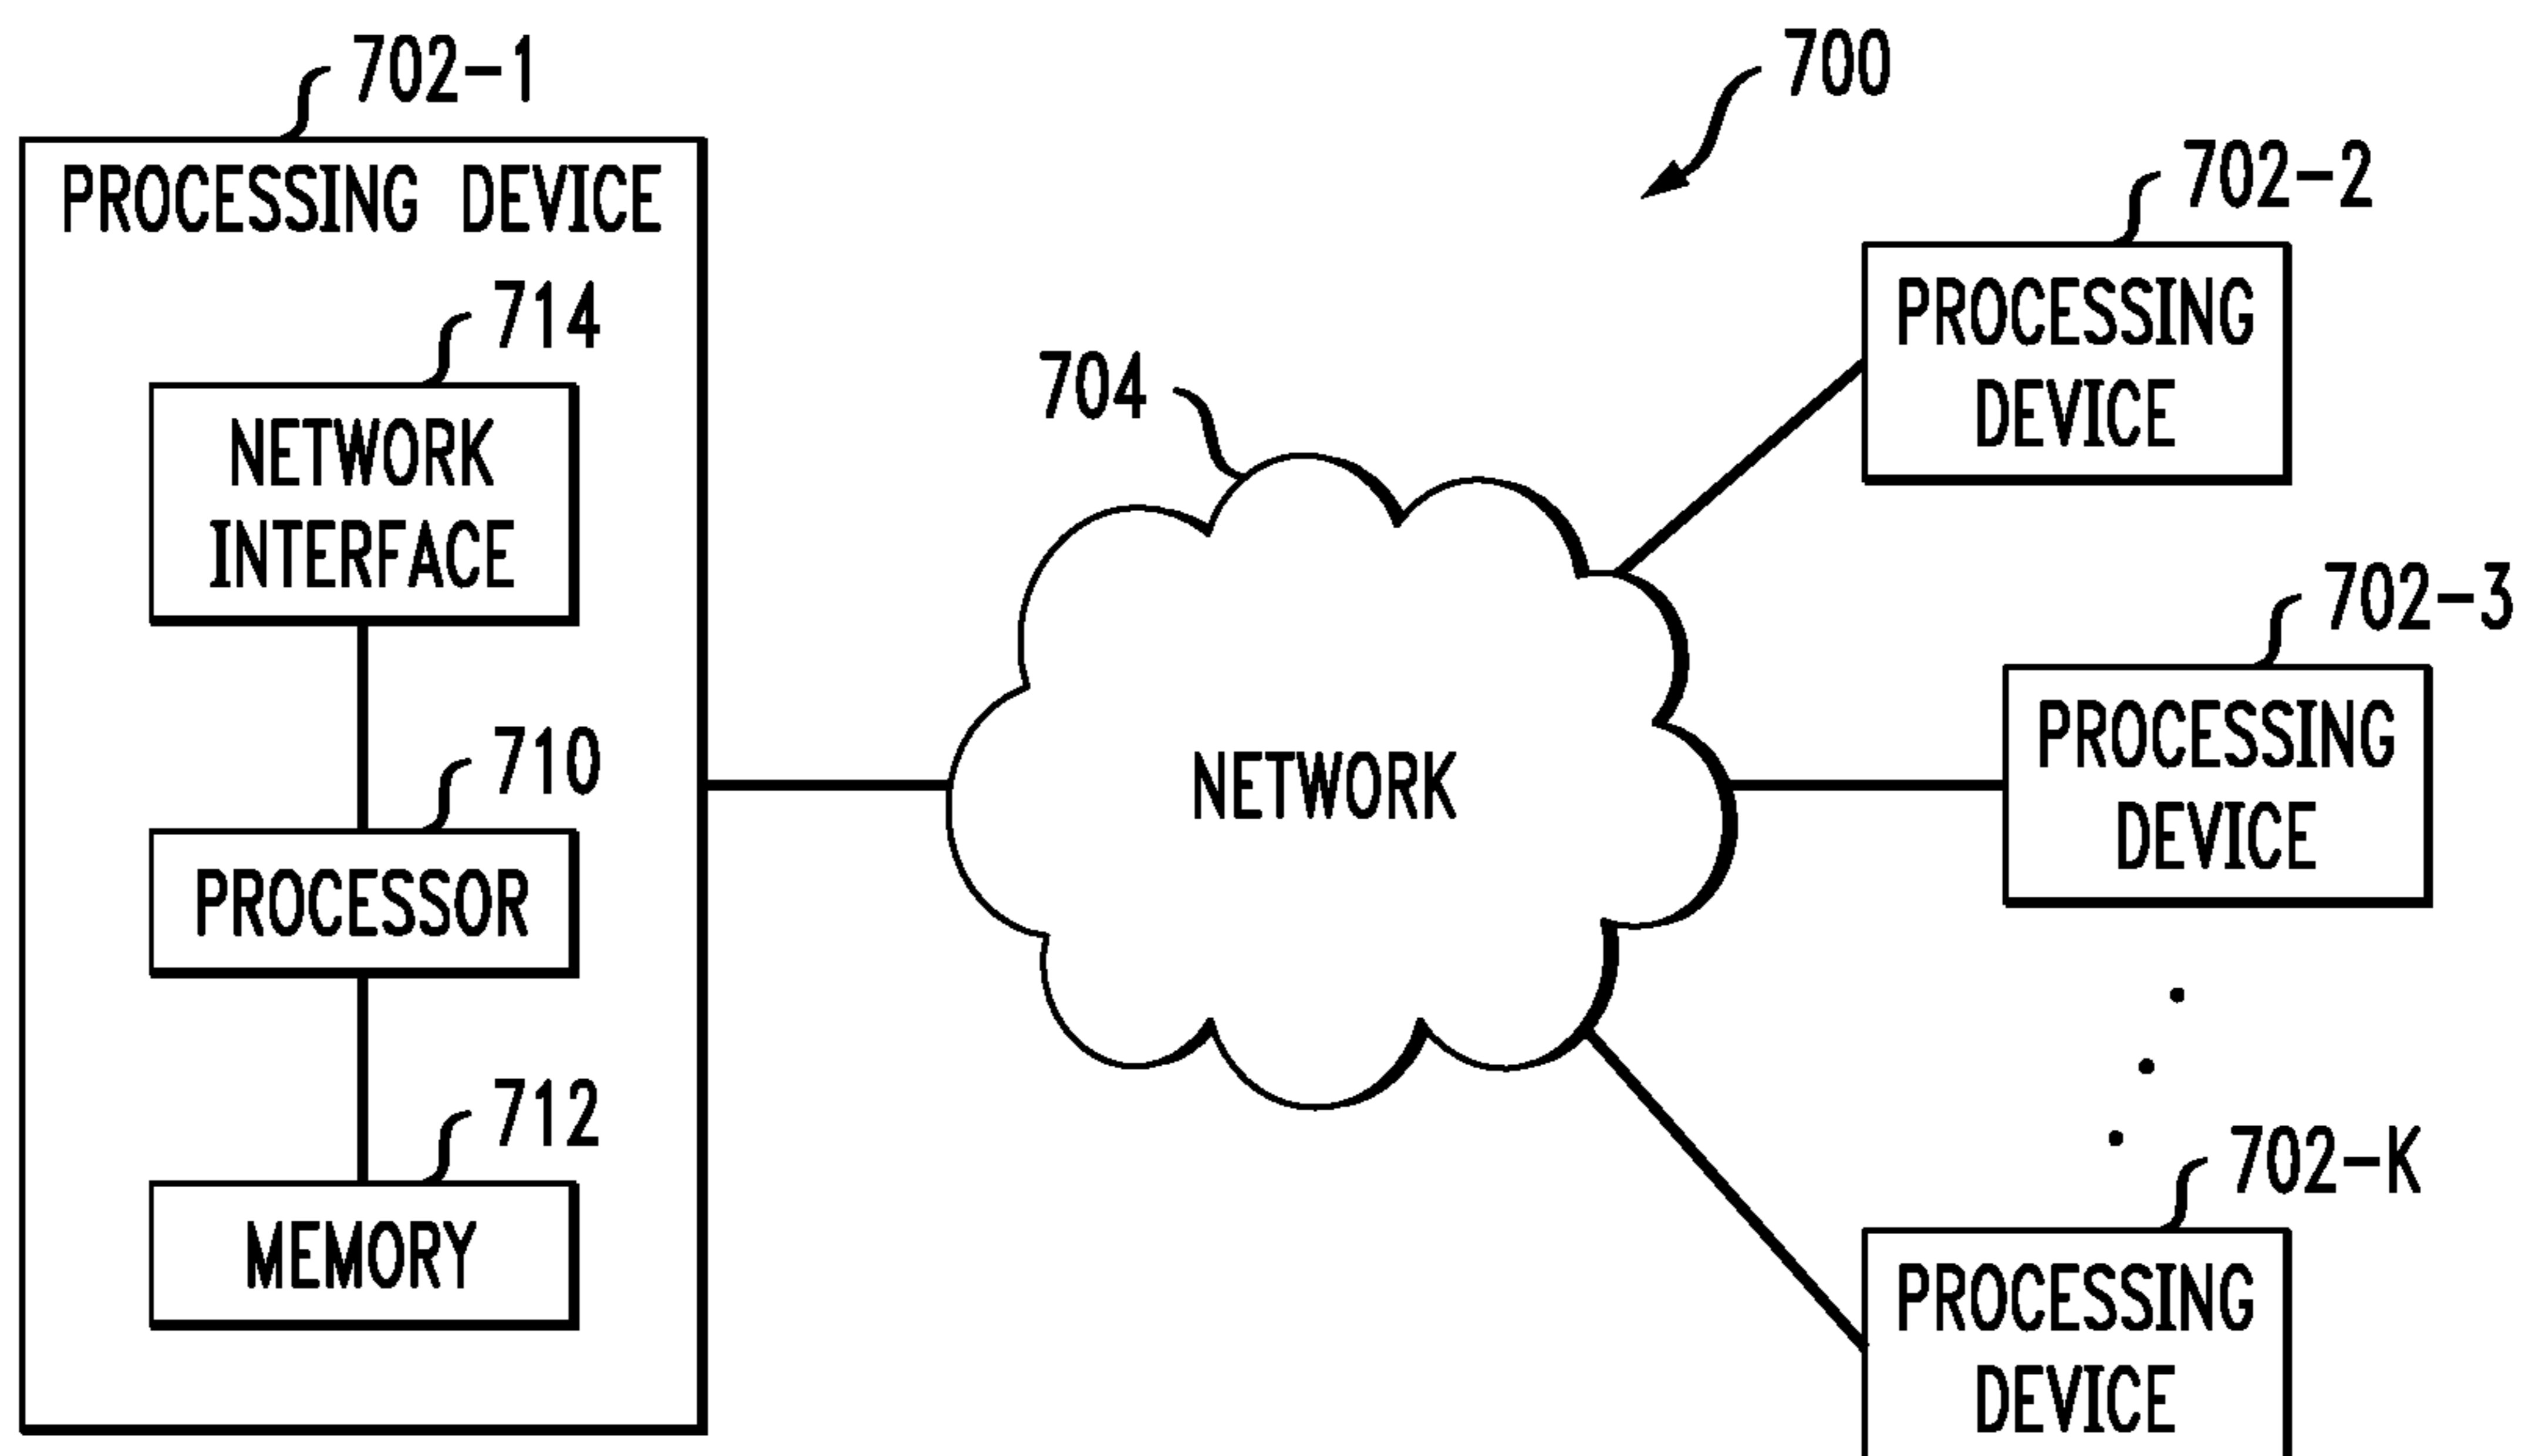 702-1
PROCESSING DEVICE
714
NETWORK
INTERFACE
710
PROCESSOR
712
MEMORY
704
NETWORK
700
702-2
PROCESSING
DEVICE
702-3
PROCESSING
DEVICE
702-K
PROCESSING
DEVICE